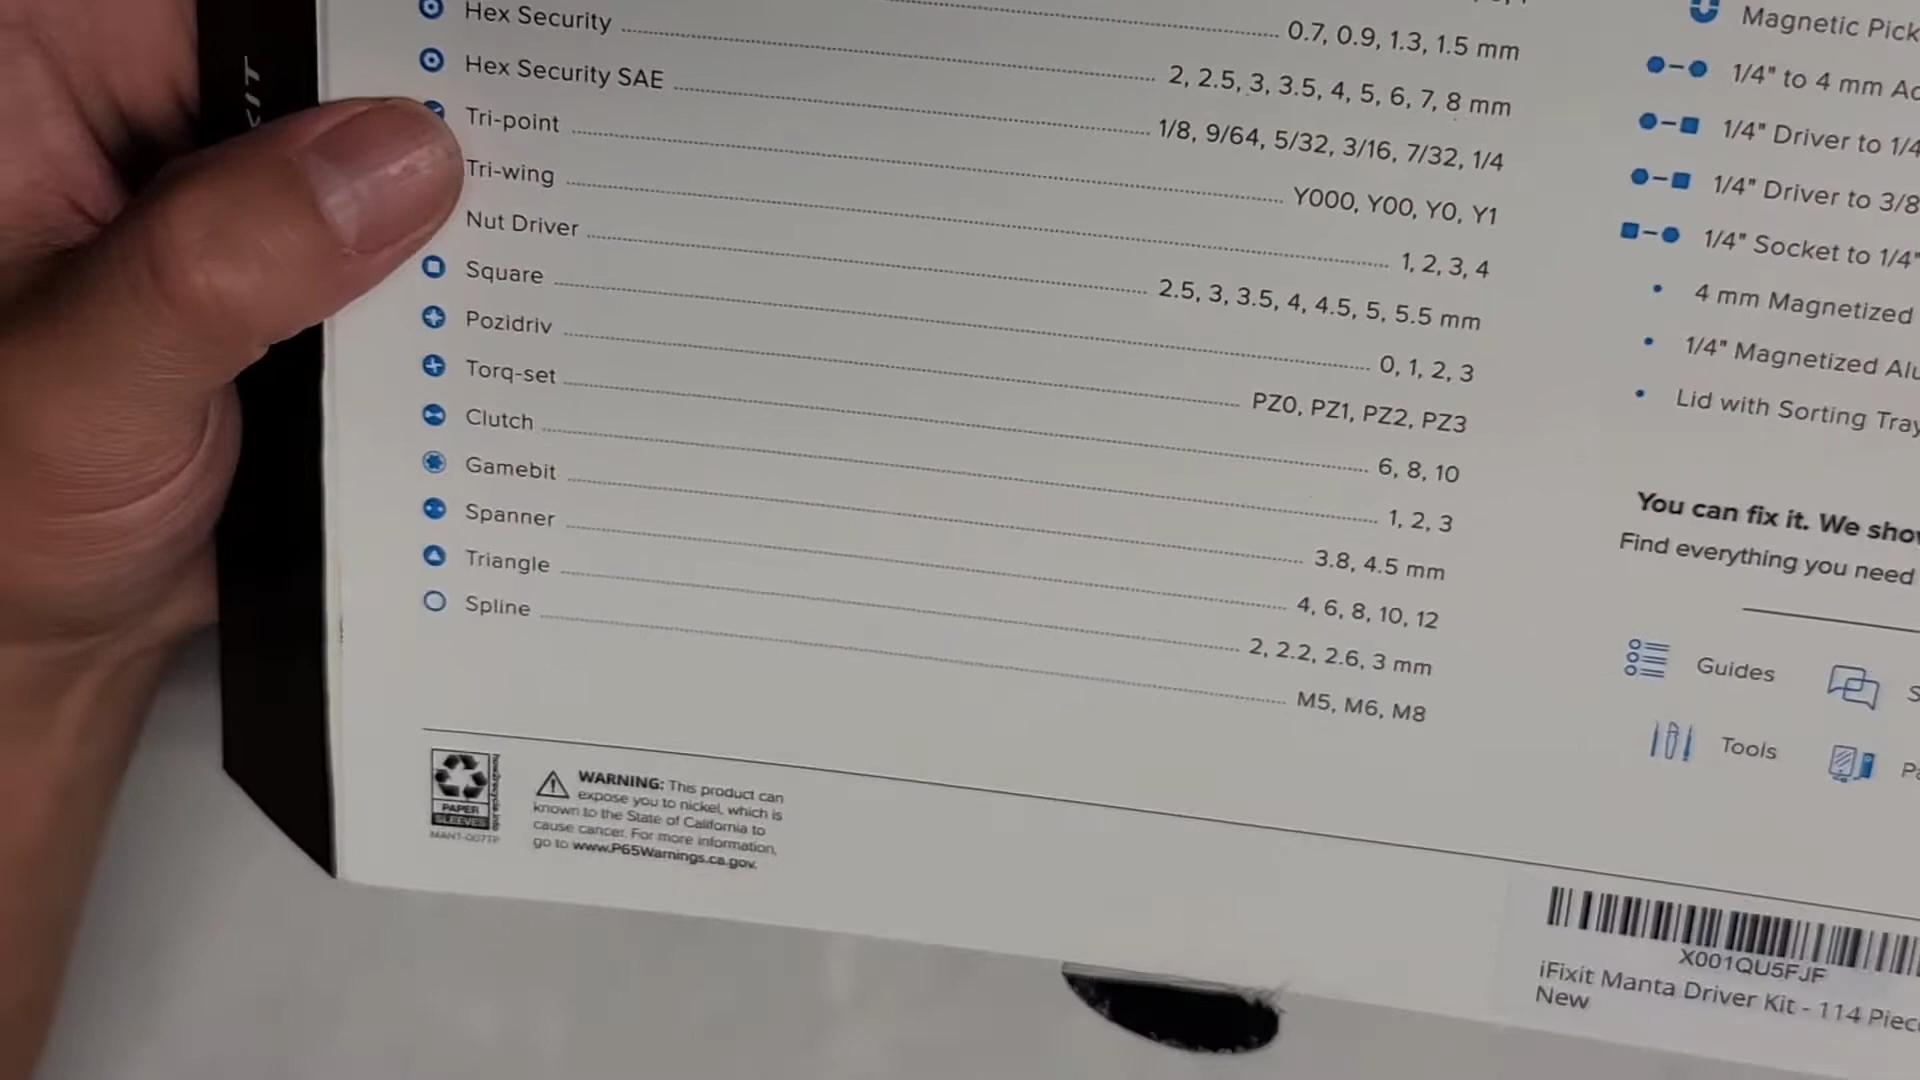 0.7, 0.9, 1.3, 1.5 mm
Hex Security 2, 2.5, 3, 3.5, 4, 5, 6, 7, 8 mm
Hex Security SAE 1/8, 9/64, 5/32, 3/16, 7/32, 1/4
Tri-point Y000, Y00, Y0, Y1
Tri-wing 1, 2, 3, 4
Nut Driver 2.5, 3, 3.5, 4, 4.5, 5, 5.5 mm
Square 0, 1, 2, 3
Pozidriv PZ0, PZ1, PZ2, PZ3
Torq-set 6, 8, 10
Clutch 1, 2, 3
Gamebit 3.8, 4.5 mm
Spanner 4, 6, 8, 10, 12
Triangle 2, 2.2, 2.6, 3 mm
Spline M5, M6, M8
Magnetic
1/4" to 4 mm
1/4" Driver to
1/4" Driver to 3/8
1/4" Socket to 1/4"
4 mm Magnetized
1/4" Magnetized
Lid with Sorting
You can fix it. We
Find everything you need
Guides
Tools
PAPER
SLEEVES
how2recycle.info
MANT-007TP
WARNING: This product can
expose you to nickel, which is
known to the State of California to
cause cancer. For more information,
go to www.P65Warnings.ca.gov.
X001QU5FJF
iFixit Manta Driver Kit - 114
New